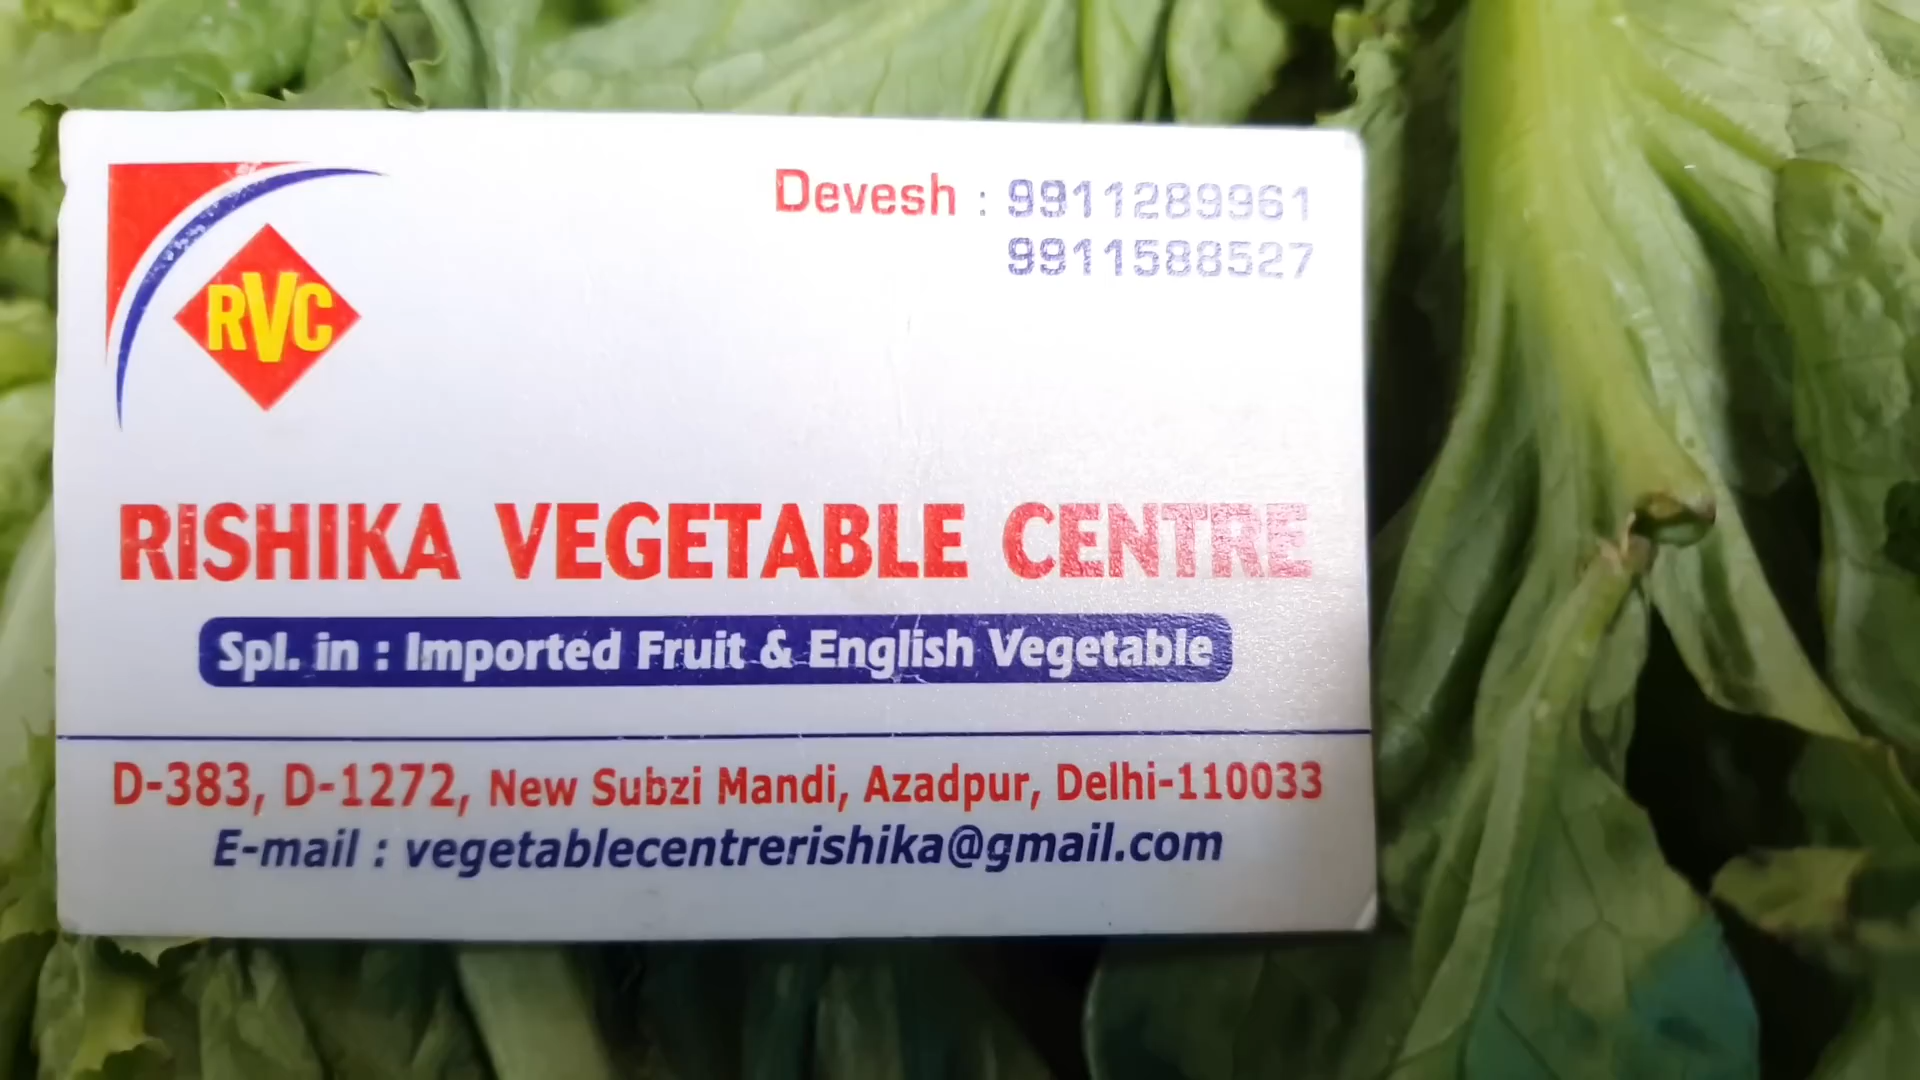 Devesh : 9911289961
9911588527
RVC
RISHIKA VEGETABLE CENTRE
Spl. in : Imported Fruit & English Vegetable
D-383, D-1272, New Subzi Mandi, Azadpur, Delhi-110033
E-mail : vegetablecentrerishika@gmail.com